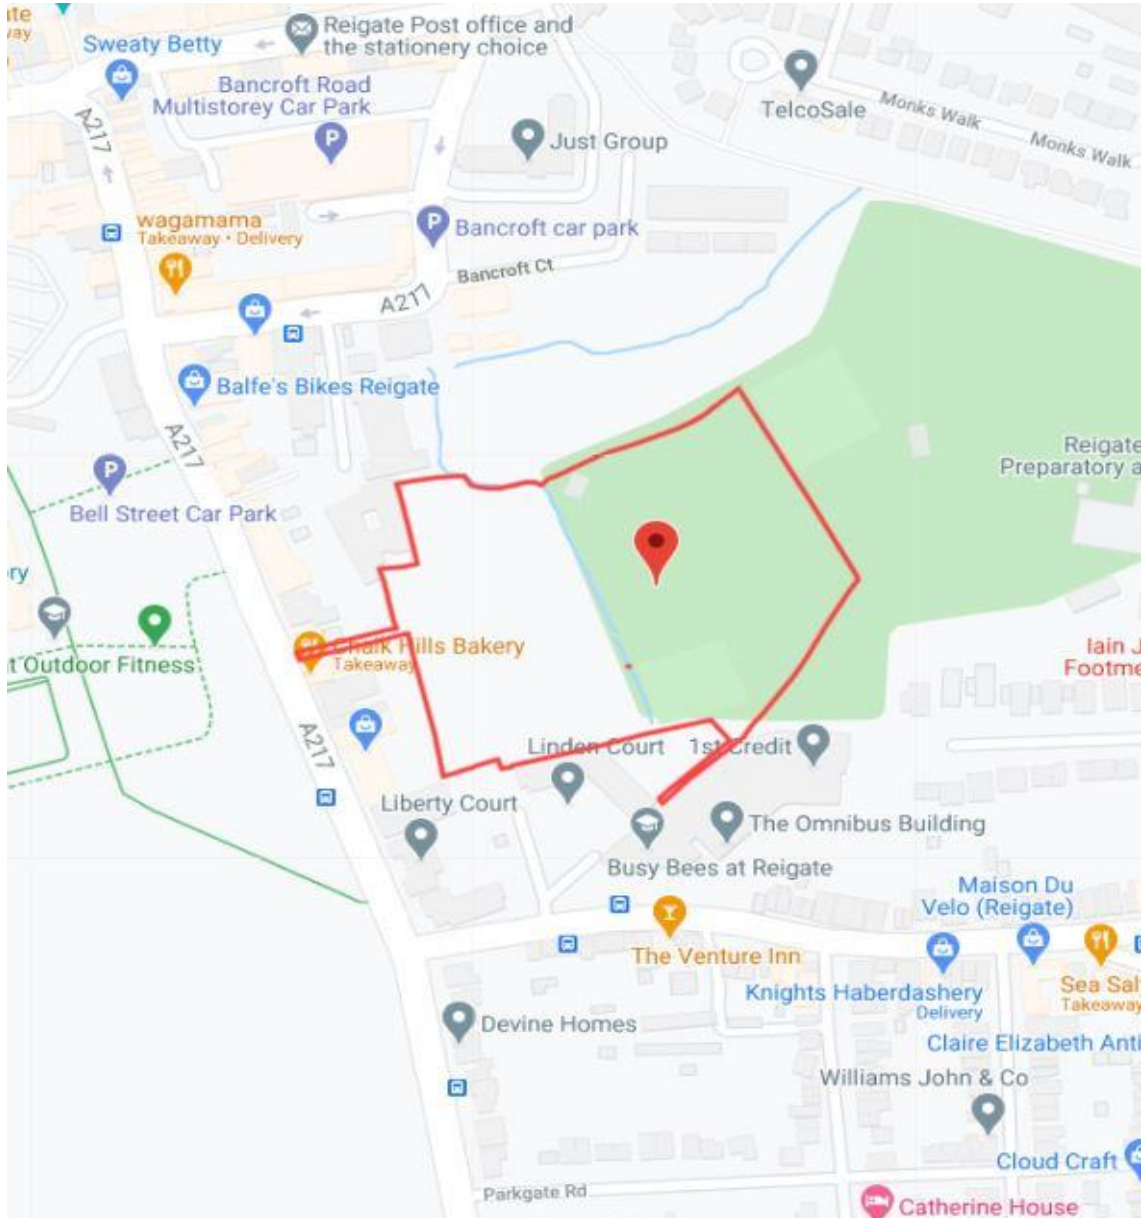 Reigate Post office and
the stationery choice
Sweaty Betty
Bancroft Road
Multistorey Car Park
P
TelcoSale
Monks Walk
Monks Walk
A217
Just Group
wagamama
Takeaway • Delivery
P
Bancroft car park
Bancroft Ct
A217
Balfe's Bikes Reigate
A217
P
Bell Street Car Park
Reigate
Preparatory a
ry
t Outdoor Fitness
Chalk Hills Bakery
Takeaway
Iain J
Footme
A217
Linden Court
1st Credit
Liberty Court
The Omnibus Building
Busy Bees at Reigate
Maison Du
Velo (Reigate)
The Venture Inn
Knights Haberdashery
Delivery
Sea Sal
Takeaway
Devine Homes
Claire Elizabeth Anti
Williams John & Co
Cloud Craft
Parkgate Rd
Catherine House